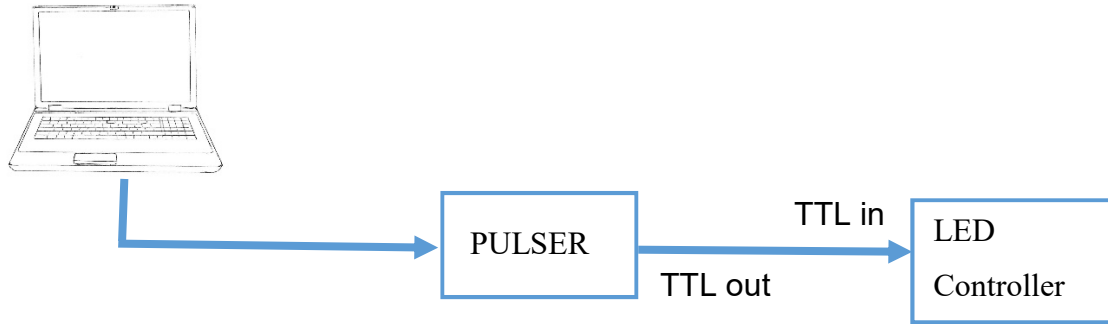 PULSER
TTL out
TTL in
LED
Controller